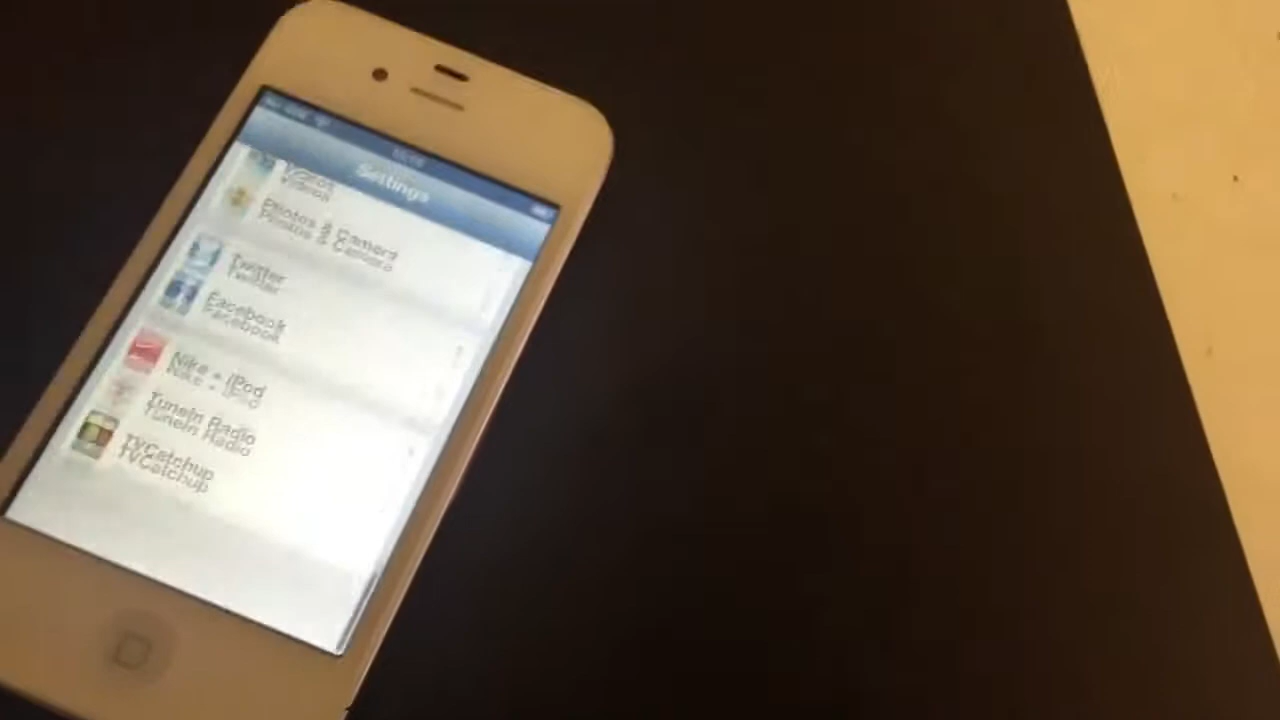 Settings
Videos
Photos & Camera
Twitter
Facebook
Nike + iPod
TuneIn Radio
TVCatchup